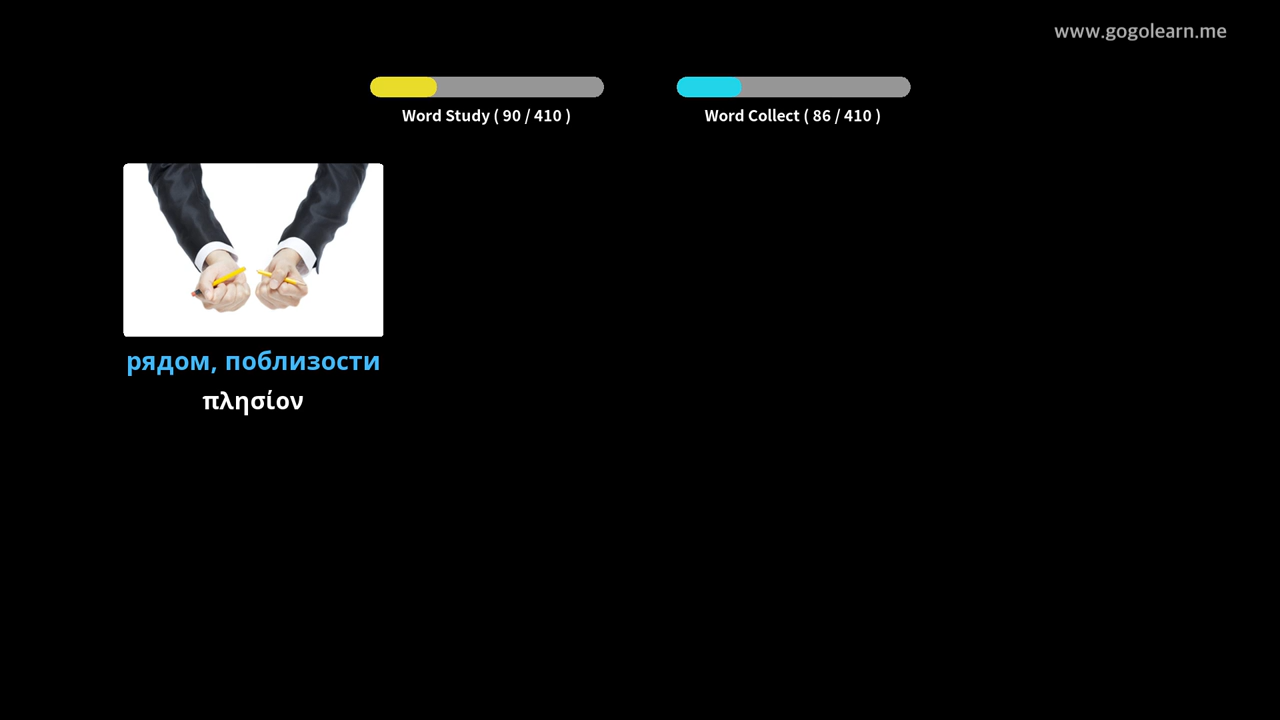 www.gogolearn.me
Word Study ( 90 / 410 )
Word Collect ( 86 / 410 )
рядом, поблизости
πλησίον